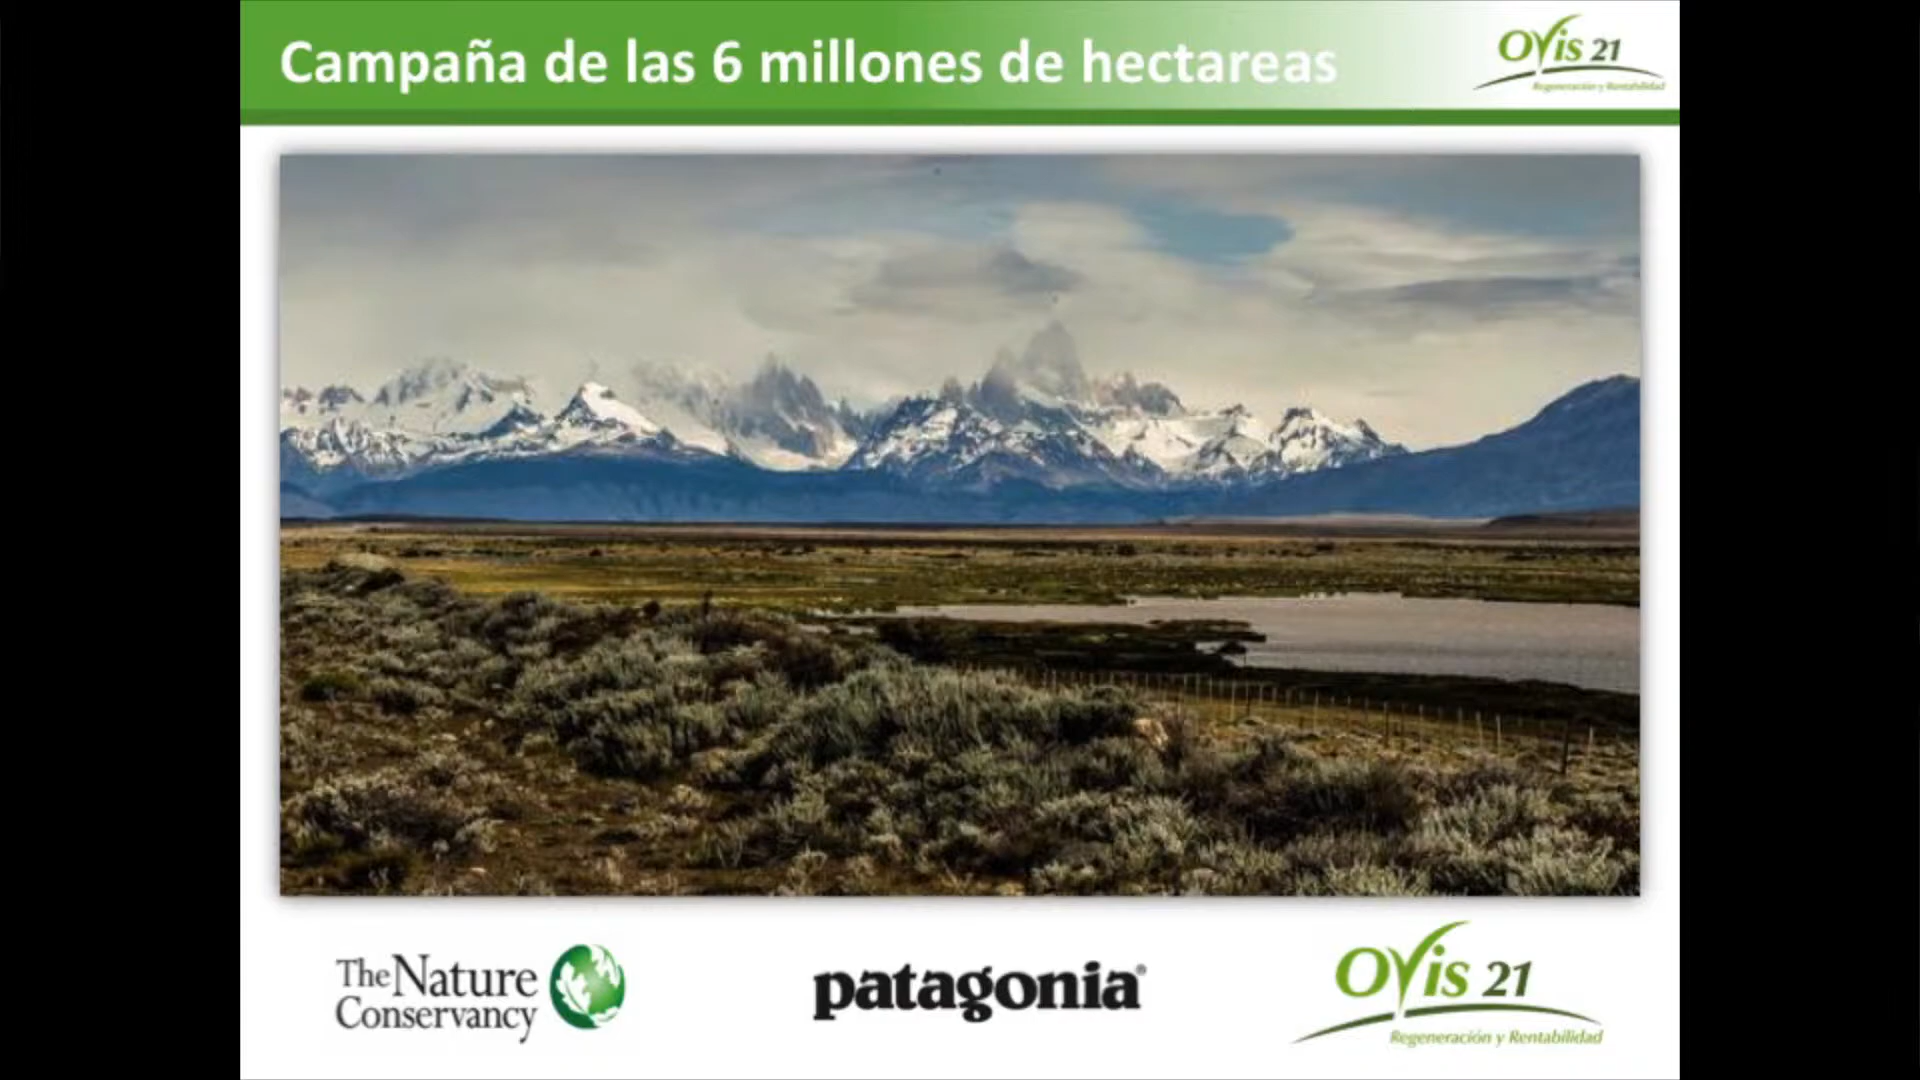 Campaña de las 6 millones de hectareas
Ovis 21
Regeneración y Rentabilidad
The Nature
Conservancy
patagonia®
Ovis 21
Regeneración y Rentabilidad